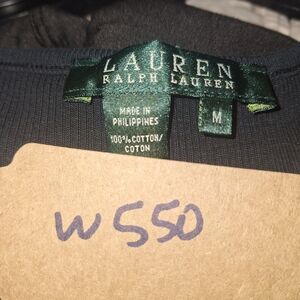 LAUREN
RALPH LAUREN
MADE IN
PHILIPPINES
M
100% COTTON/
COTON
W550